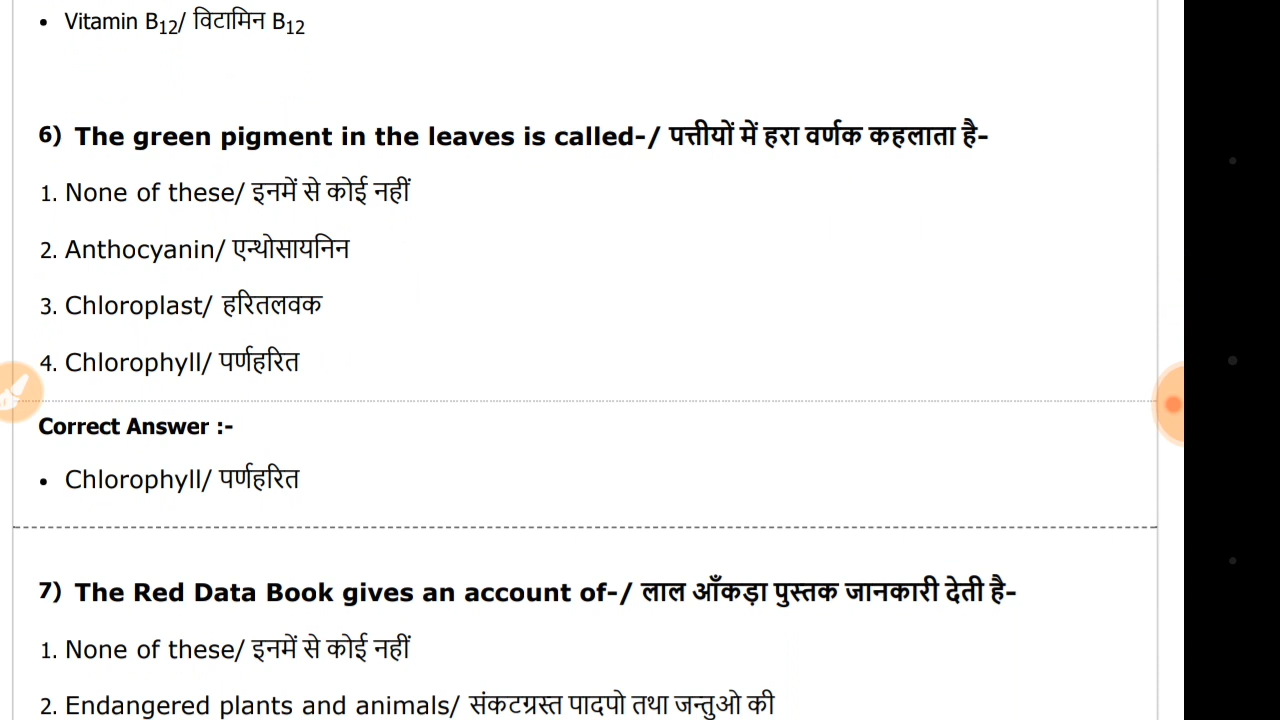 • Vitamin B12/ विटामिन B12
6) The green pigment in the leaves is called-/ पत्तीयों में हरा वर्णक कहलाता है-
1. None of these/ इनमें से कोई नहीं
2. Anthocyanin/ एन्थोसायनिन
3. Chloroplast/ हरितलवक
4. Chlorophyll/ पर्णहरित
Correct Answer :-
• Chlorophyll/ पर्णहरित
7) The Red Data Book gives an account of-/ लाल आँकड़ा पुस्तक जानकारी देती है-
1. None of these/ इनमें से कोई नहीं
2. Endangered plants and animals/ संकटग्रस्त पादपो तथा जन्तुओ की